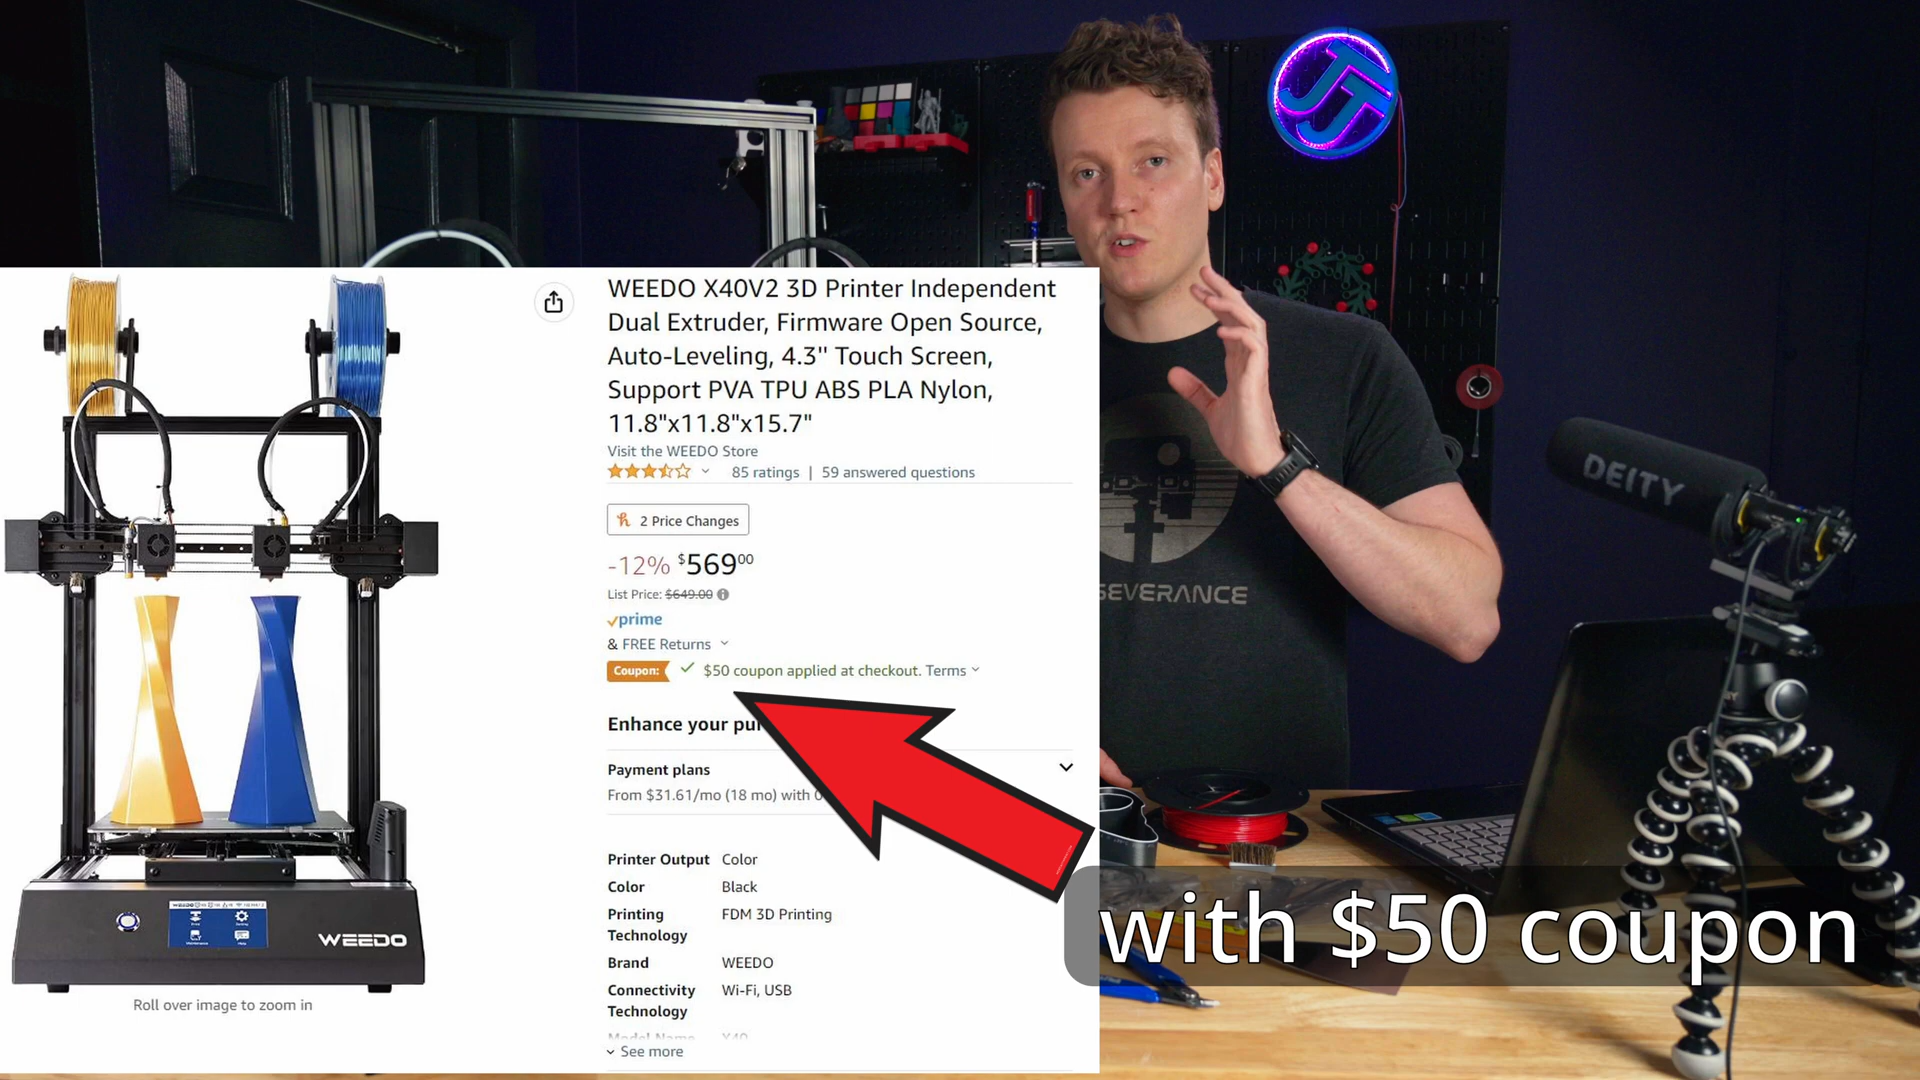 JT
WEEDO X40V2 3D Printer Independent
Dual Extruder, Firmware Open Source,
Auto-Leveling, 4.3'' Touch Screen,
Support PVA TPU ABS PLA Nylon,
11.8"x11.8"x15.7"
Visit the WEEDO Store
85 ratings | 59 answered questions
2 Price Changes
-12% $56900
List Price: $649.00
prime
& FREE Returns
Coupon: $50 coupon applied at checkout. Terms
Enhance your
Payment plans
From $31.61/mo (18 mo) with
Printer Output Color
Color Black
Printing Technology FDM 3D Printing
Brand WEEDO
Connectivity Technology Wi-Fi, USB
See more
WEEDO
Roll over image to zoom in
DEITY
SEVERANCE
with $50 coupon